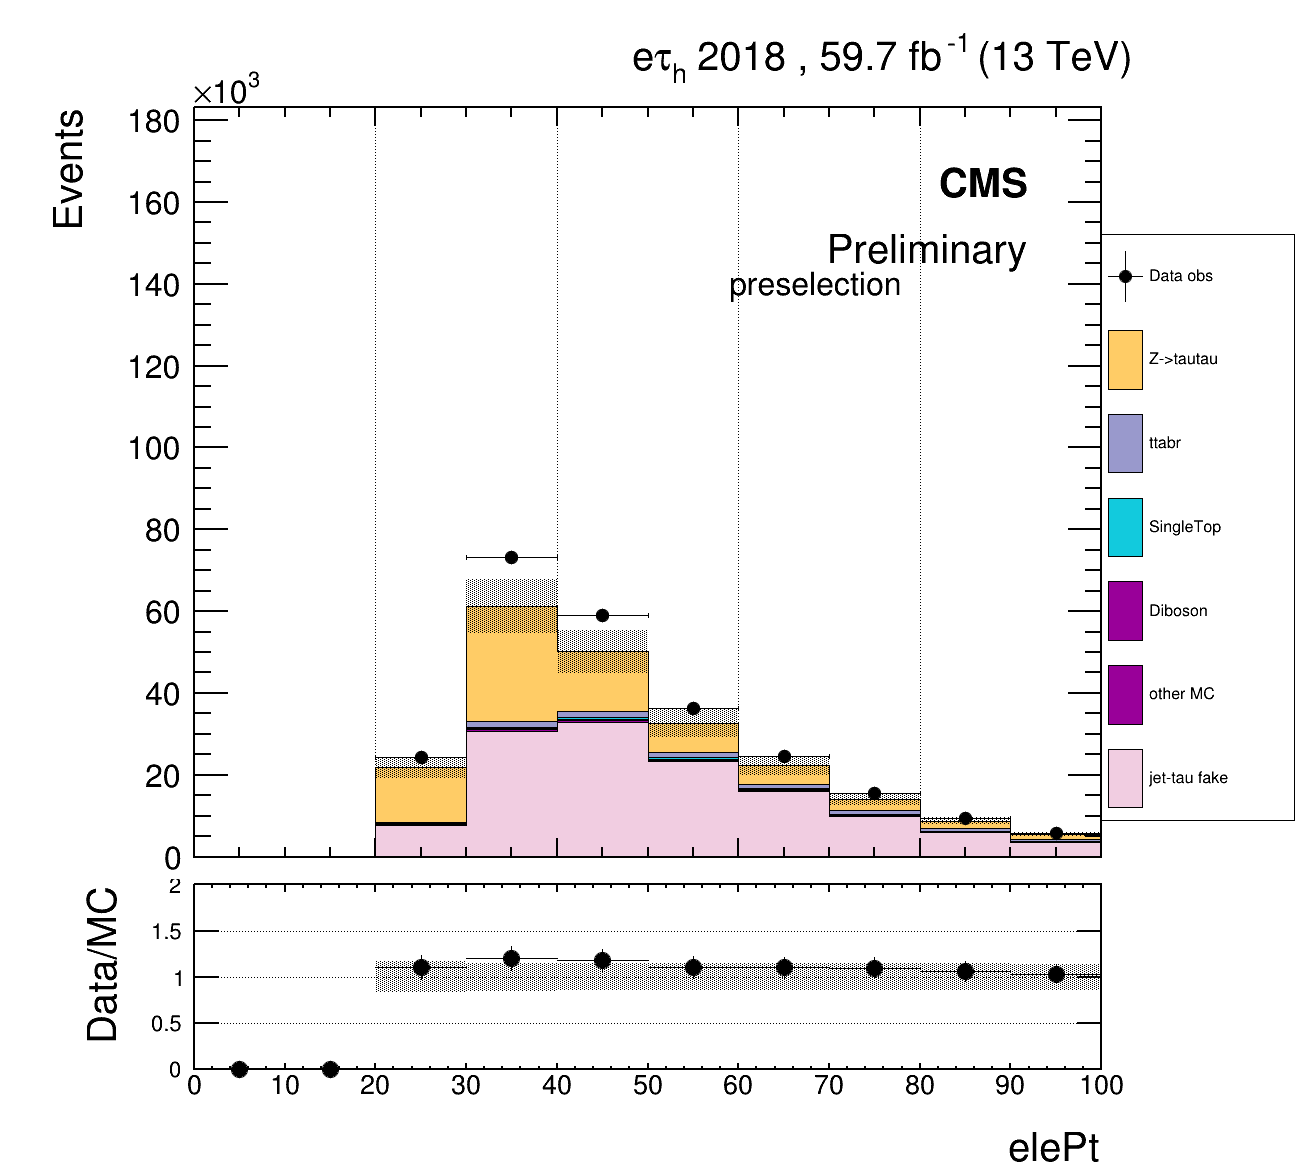 eτh 2018 , 59.7 fb-1 (13 TeV)
×10³
Events
180
160
140
120
100
80
60
40
20
0
CMS
Preliminary
preselection
Data obs
Z->tautau
ttabr
SingleTop
Diboson
other MC
jet-tau fake
Data/MC
2
1.5
1
0.5
0
0 10 20 30 40 50 60 70 80 90 100
elePt